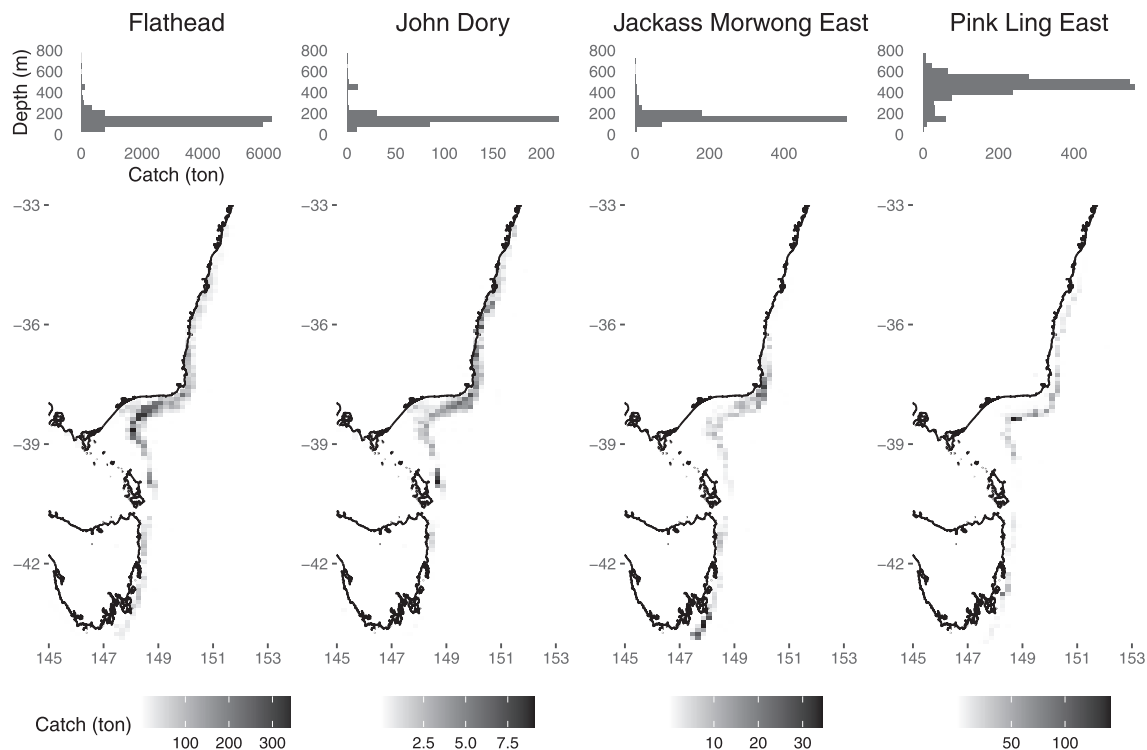 Flathead John Dory Jackass Morwong East Pink Ling East
Depth (m)
800 800 800 800
600 600 600 600
400 400 400 400
200 200 200 200
0 0 0 0
0 2000 4000 6000 0 50 100 150 200 0 200 400 0 200 400
Catch (ton)
−33 −33 −33 −33
−36 −36 −36 −36
−39 −39 −39 −39
−42 −42 −42 −42
145 147 149 151 153 145 147 149 151 153 145 147 149 151 153 145 147 149 151 153
Catch (ton)
100 200 300 2.5 5.0 7.5 10 20 30 50 100